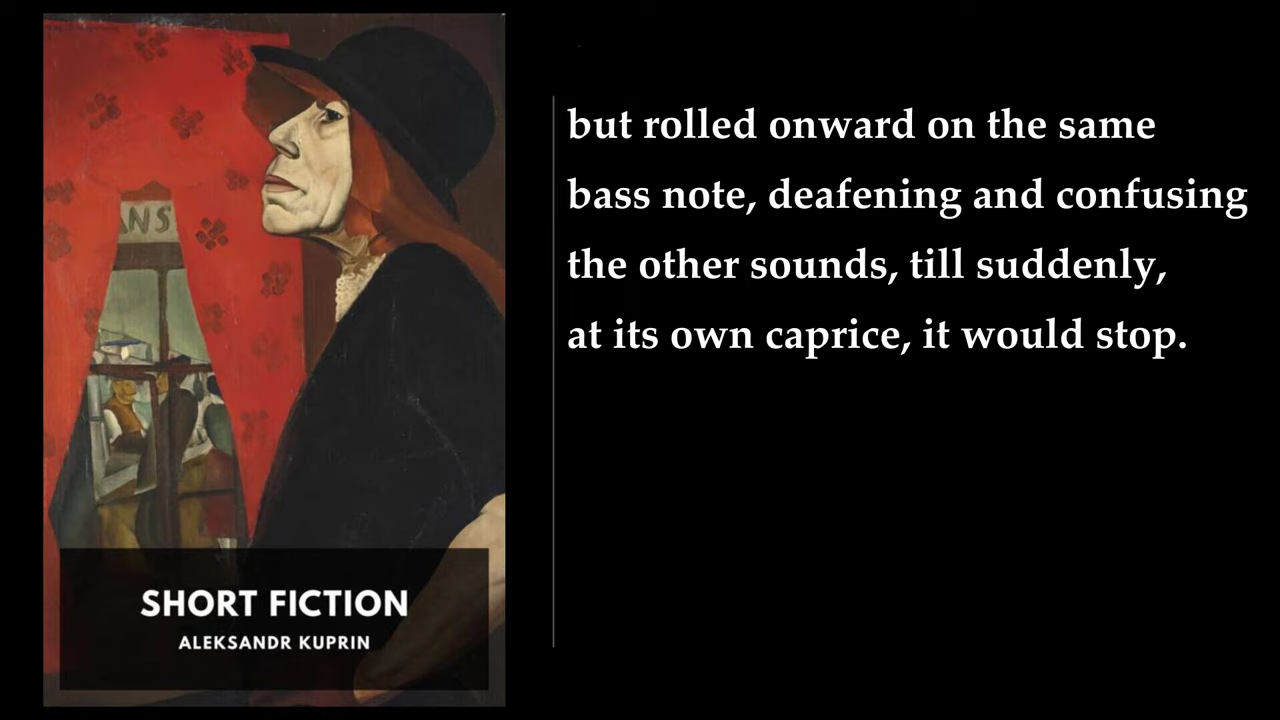 ANS
SHORT FICTION
ALEKSANDR KUPRIN
but rolled onward on the same
bass note, deafening and confusing
the other sounds, till suddenly,
at its own caprice, it would stop.